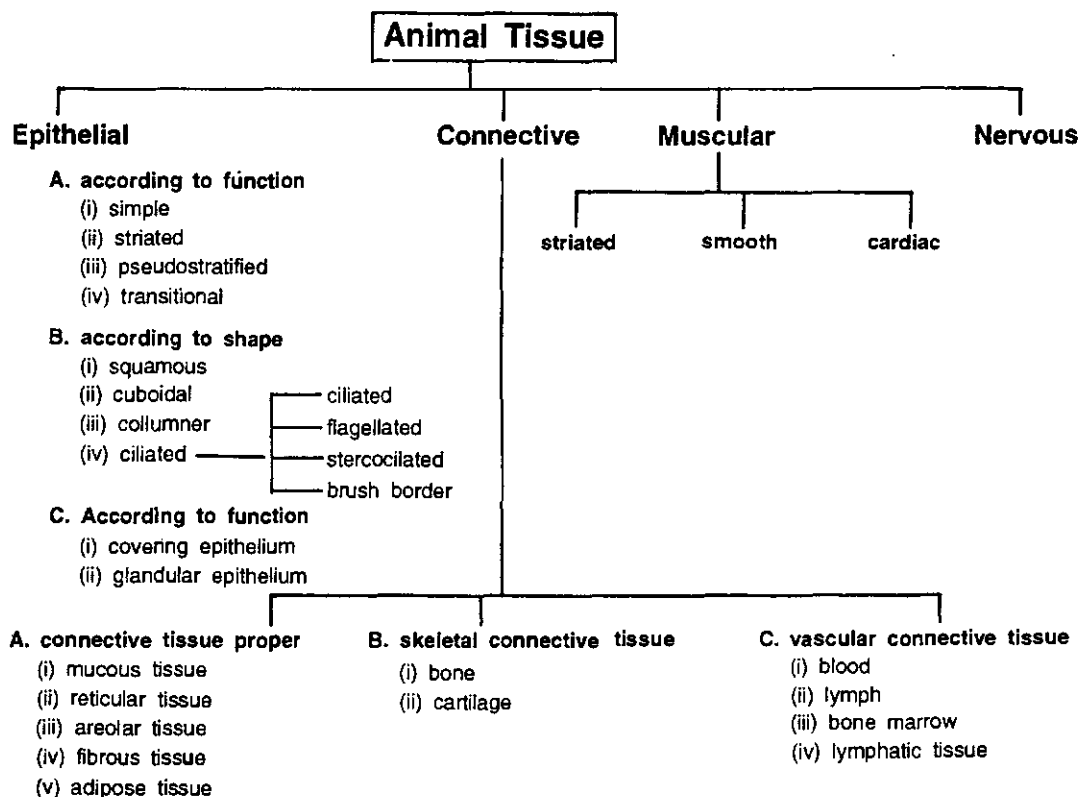 Animal Tissue
Epithelial
Connective
Muscular
Nervous
A. according to function
(i) simple
(ii) striated
(iii) pseudostratified
(iv) transitional
striated
smooth
cardiac
B. according to shape
(i) squamous
(ii) cuboidal
(iii) collumner
(iv) ciliated
ciliated
flagellated
stercocilated
brush border
C. According to function
(i) covering epithelium
(ii) glandular epithelium
A. connective tissue proper
(i) mucous tissue
(ii) reticular tissue
(iii) areolar tissue
(iv) fibrous tissue
(v) adipose tissue
B. skeletal connective tissue
(i) bone
(ii) cartilage
C. vascular connective tissue
(i) blood
(ii) lymph
(iii) bone marrow
(iv) lymphatic tissue